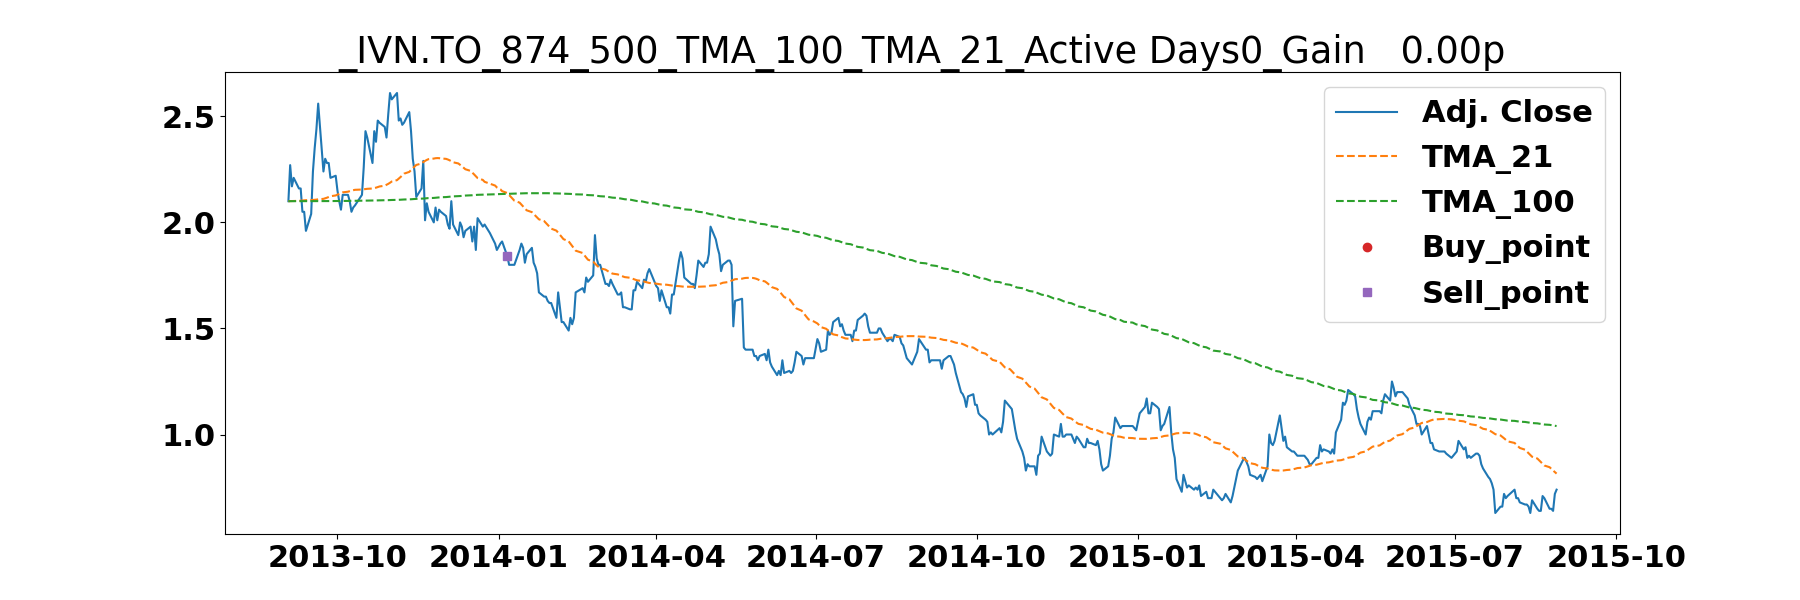 _IVN.TO_874_500_TMA_100_TMA_21_Active Days0_Gain   0.00p
2.5
2.0
1.5
1.0
Adj. Close
TMA_21
TMA_100
Buy_point
Sell_point
2013-10 2014-01 2014-04 2014-07 2014-10 2015-01 2015-04 2015-07 2015-10